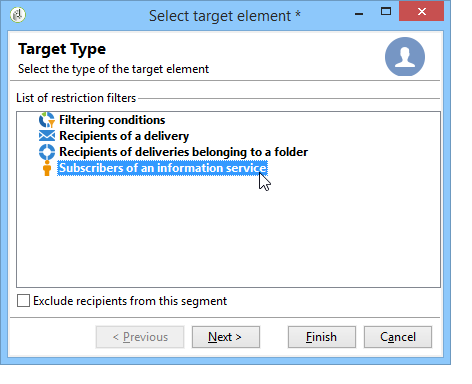 Select target element *
Target Type
Select the type of the target element
List of restriction filters
Filtering conditions
Recipients of a delivery
Recipients of deliveries belonging to a folder
Subscribers of an information service
Exclude recipients from this segment
< Previous
Next >
Finish
Cancel